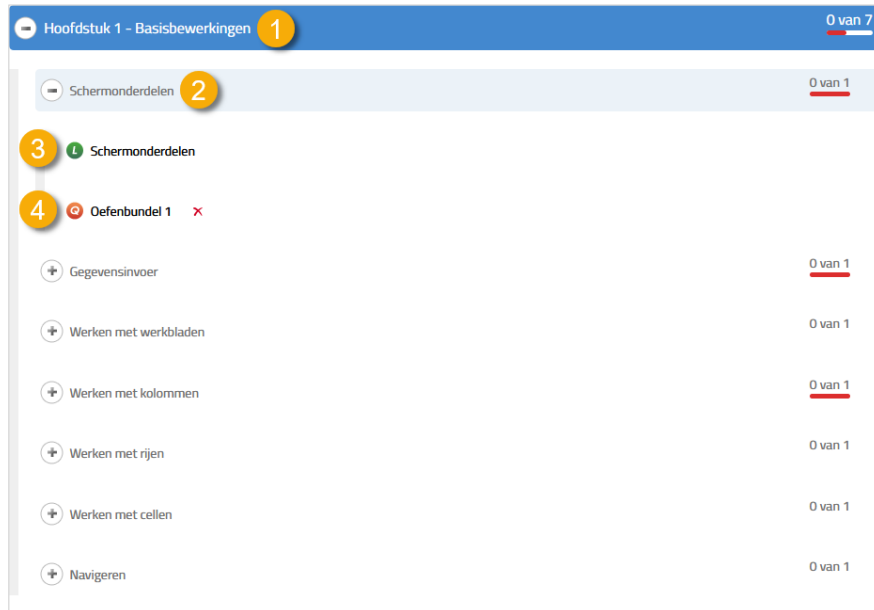 Hoofdstuk 1 - Basisbewerkingen 1 0 van 7
Schermonderdelen 2 0 van 1
3 L Schermonderdelen
4 Q Oefenbundel 1
Gegevensinvoer 0 van 1
Werken met werkbladen 0 van 1
Werken met kolommen 0 van 1
Werken met rijen 0 van 1
Werken met cellen 0 van 1
Navigeren 0 van 1